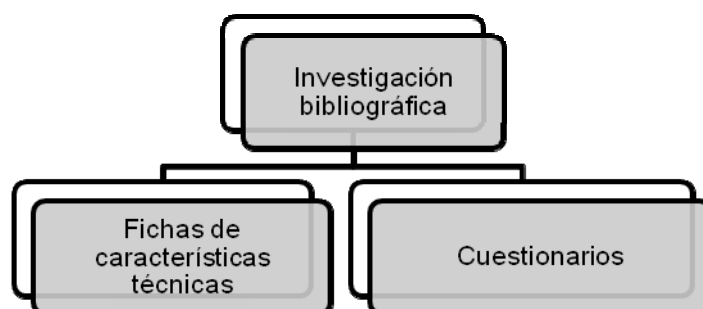 Investigación
bibliográfica
Fichas de
características
técnicas
Cuestionarios